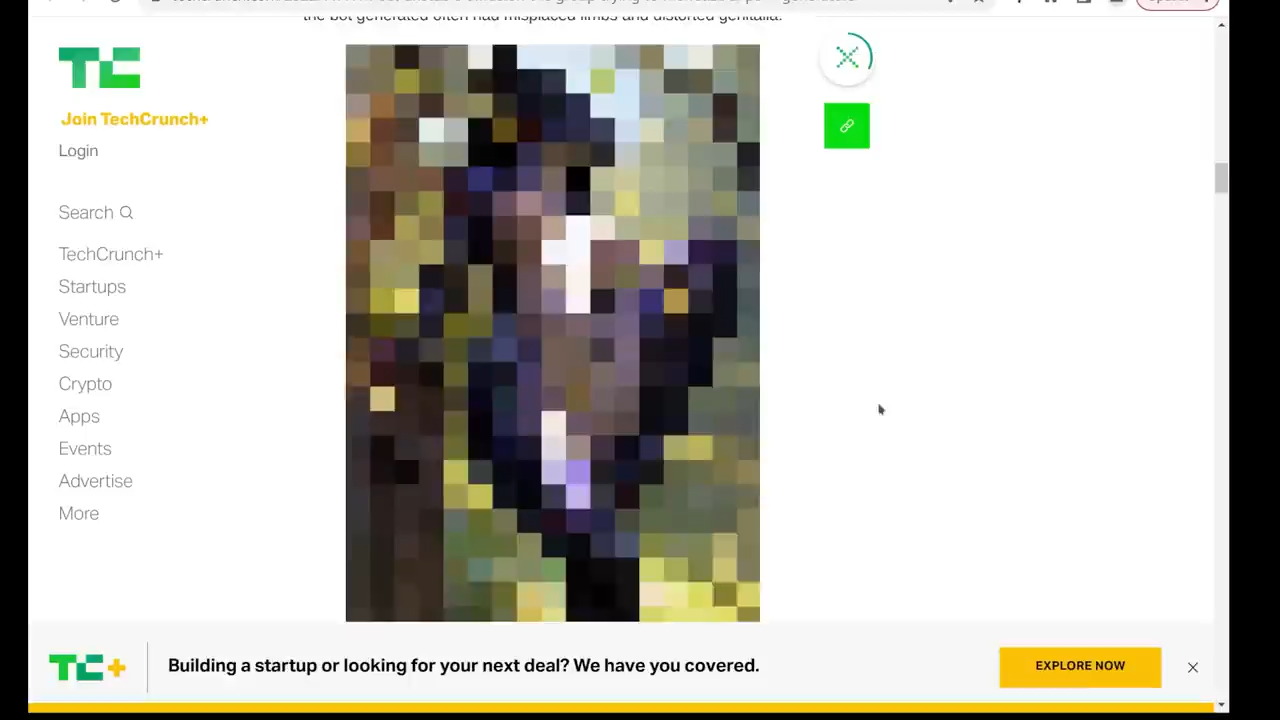 the bot generated often had misplaced limbs and distorted genitalia.
TC
Join TechCrunch+
Login
Search
TechCrunch+
Startups
Venture
Security
Crypto
Apps
Events
Advertise
More
TC+
Building a startup or looking for your next deal? We have you covered.
EXPLORE NOW